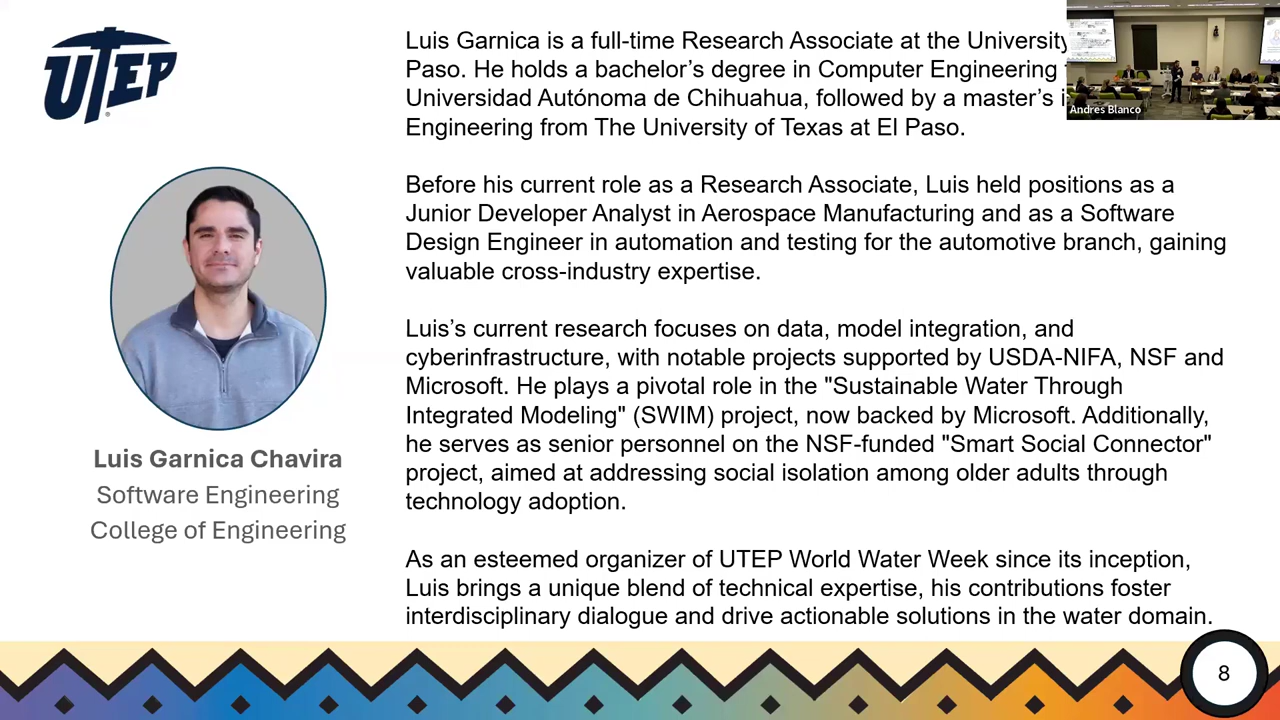 UTEP
Luis Garnica is a full-time Research Associate at the University
Paso. He holds a bachelor's degree in Computer Engineering
Universidad Autónoma de Chihuahua, followed by a master's i
Engineering from The University of Texas at El Paso.
Andres Blanco
Before his current role as a Research Associate, Luis held positions as a
Junior Developer Analyst in Aerospace Manufacturing and as a Software
Design Engineer in automation and testing for the automotive branch, gaining
valuable cross-industry expertise.
Luis's current research focuses on data, model integration, and
cyberinfrastructure, with notable projects supported by USDA-NIFA, NSF and
Microsoft. He plays a pivotal role in the "Sustainable Water Through
Integrated Modeling" (SWIM) project, now backed by Microsoft. Additionally,
he serves as senior personnel on the NSF-funded "Smart Social Connector"
project, aimed at addressing social isolation among older adults through
technology adoption.
As an esteemed organizer of UTEP World Water Week since its inception,
Luis brings a unique blend of technical expertise, his contributions foster
interdisciplinary dialogue and drive actionable solutions in the water domain.
Luis Garnica Chavira
Software Engineering
College of Engineering
8